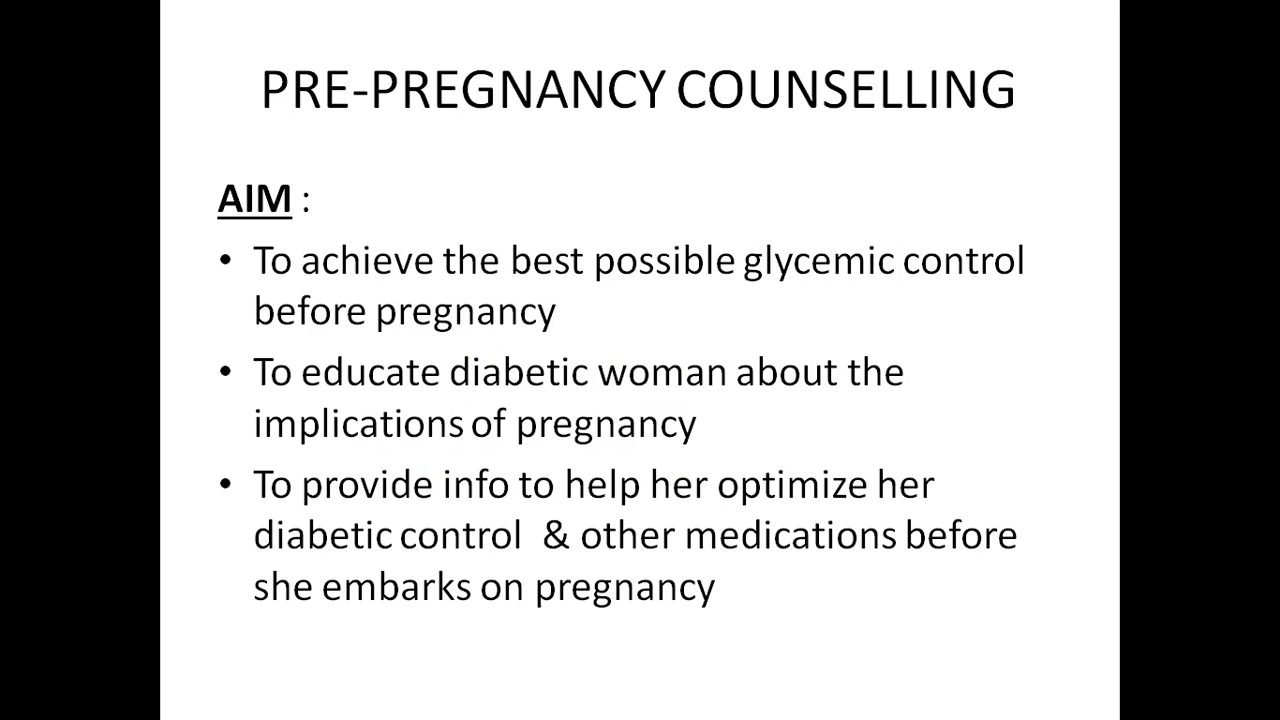 PRE-PREGNANCY COUNSELLING
AIM :
• To achieve the best possible glycemic control
before pregnancy
• To educate diabetic woman about the
implications of pregnancy
• To provide info to help her optimize her
diabetic control & other medications before
she embarks on pregnancy